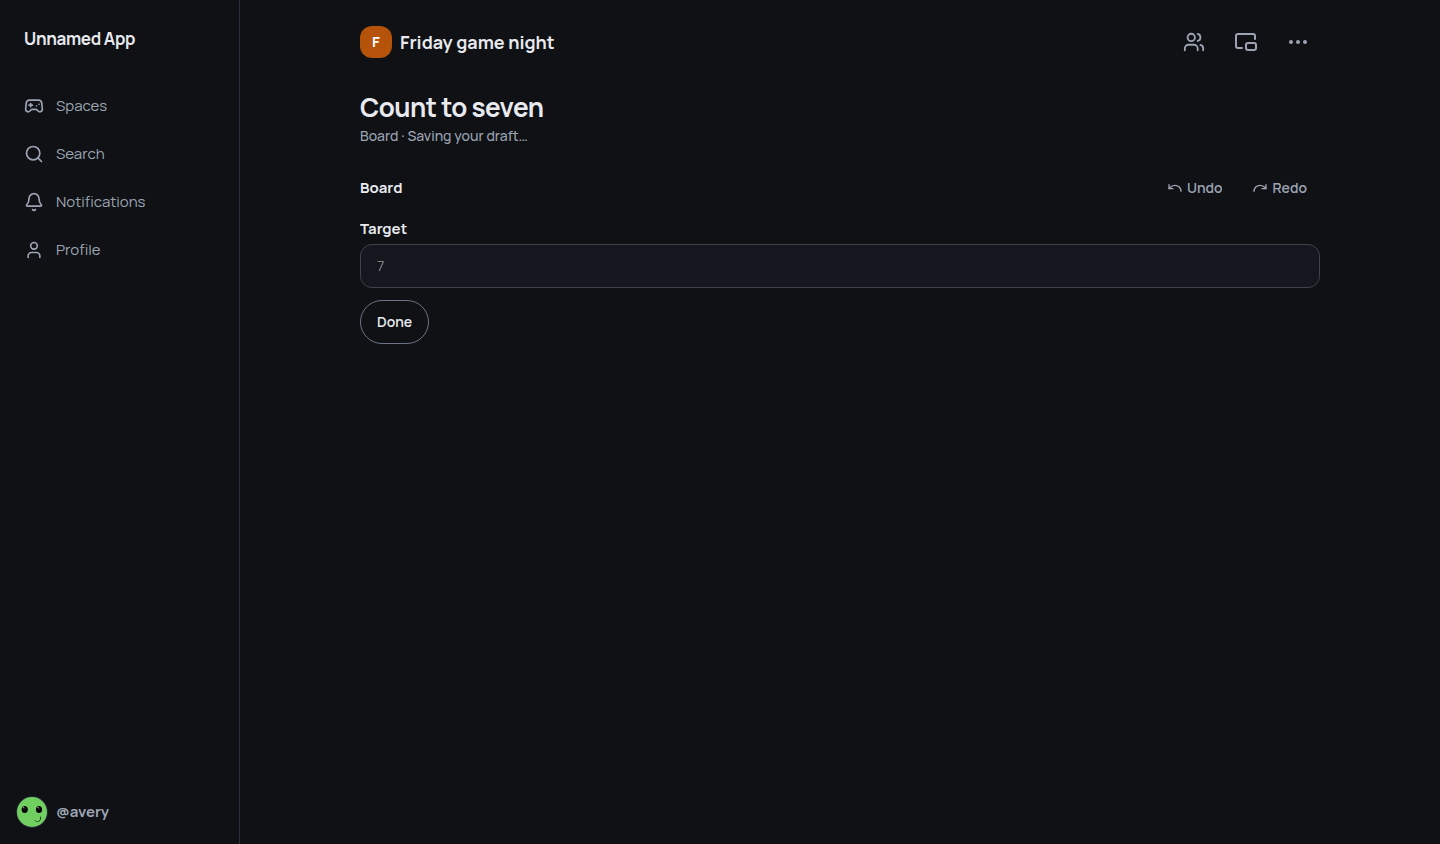 Unnamed App
Spaces
Search
Notifications
Profile
@avery
F Friday game night
Count to seven
Board · Saving your draft…
Board
Undo Redo
Target
7
Done